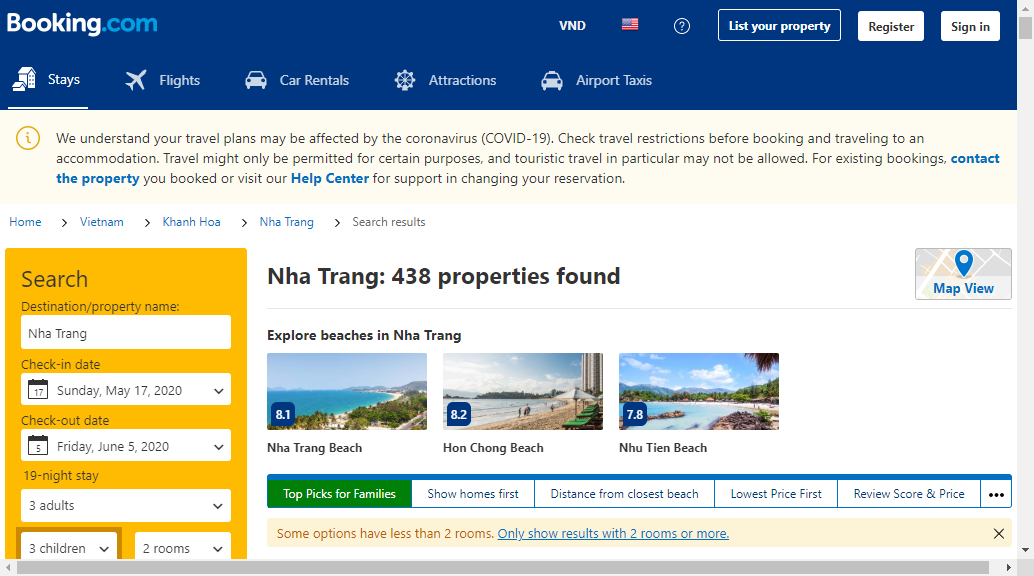 Booking.com
VND
List your property
Register
Sign in
Stays
Flights
Car Rentals
Attractions
Airport Taxis
We understand your travel plans may be affected by the coronavirus (COVID-19). Check travel restrictions before booking and traveling to an
accommodation. Travel might only be permitted for certain purposes, and touristic travel in particular may not be allowed. For existing bookings, contact
the property you booked or visit our Help Center for support in changing your reservation.
Home
Vietnam
Khanh Hoa
Nha Trang
Search results
Search
Destination/property name:
Nha Trang
Check-in date
17
Sunday, May 17, 2020
Check-out date
5
Friday, June 5, 2020
19-night stay
3 adults
3 children
2 rooms
Nha Trang: 438 properties found
Map View
Explore beaches in Nha Trang
8.1
8.2
7.8
Nha Trang Beach
Hon Chong Beach
Nhu Tien Beach
Top Picks for Families
Show homes first
Distance from closest beach
Lowest Price First
Review Score & Price
Some options have less than 2 rooms. Only show results with 2 rooms or more.